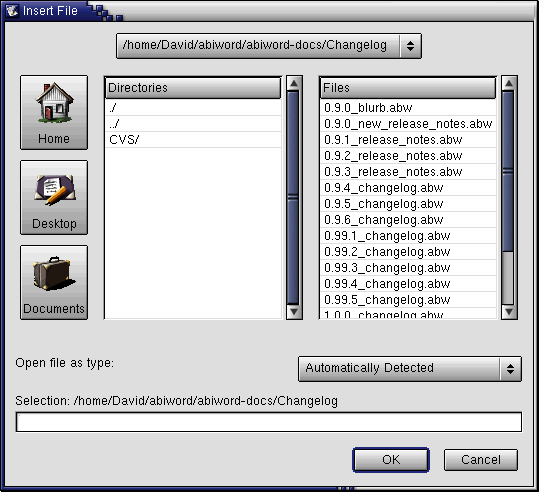 Insert File
/home/David/abiword/abiword-docs/Changelog
Home
Desktop
Documents
Directories
./
../
CVS/
Files
0.9.0_blurb.abw
0.9.0_new_release_notes.abw
0.9.1_release_notes.abw
0.9.2_release_notes.abw
0.9.3_release_notes.abw
0.9.4_changelog.abw
0.9.5_changelog.abw
0.9.6_changelog.abw
0.99.1_changelog.abw
0.99.2_changelog.abw
0.99.3_changelog.abw
0.99.4_changelog.abw
0.99.5_changelog.abw
1.0.0_changelog.abw
Open file as type:
Automatically Detected
Selection: /home/David/abiword/abiword-docs/Changelog
OK
Cancel